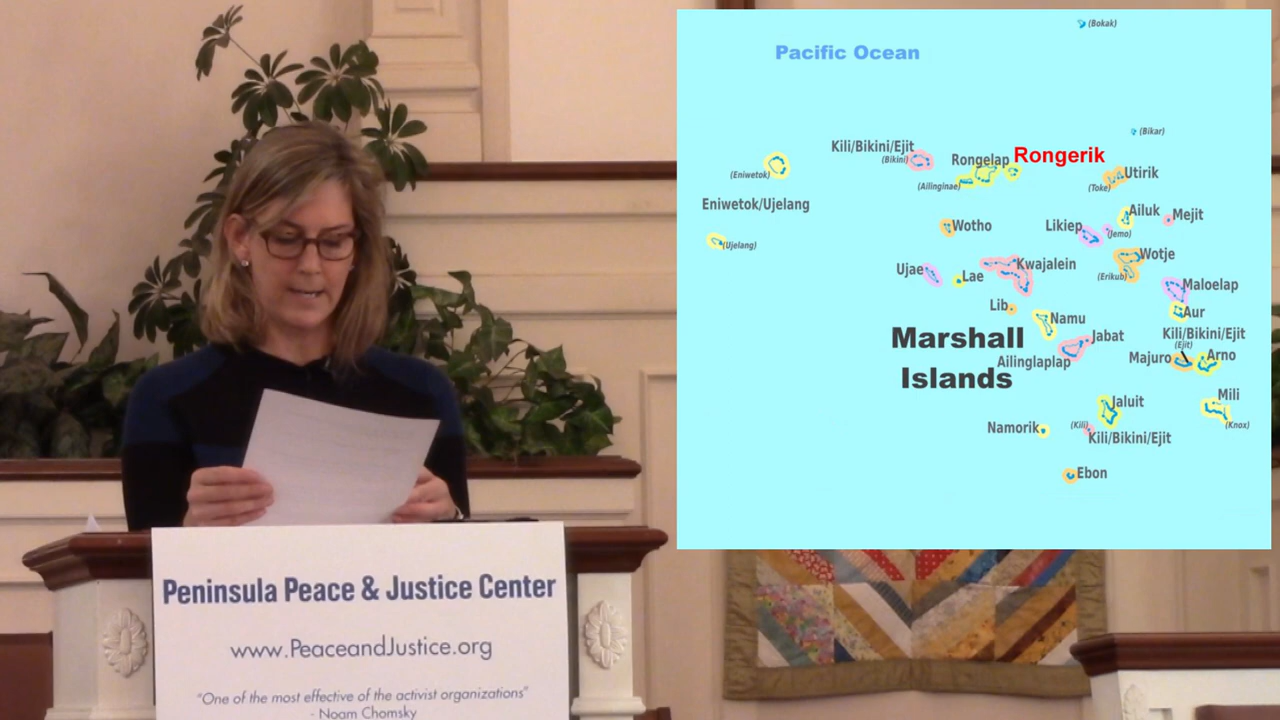 Peninsula Peace & Justice Center
www.PeaceandJustice.org
"One of the most effective of the activist organizations"
- Noam Chomsky
(Bokak)
Pacific Ocean
(Bikar)
Kili/Bikini/Ejit
(Bikini)
Rongelap
Rongerik
(Eniwetok)
(Ailinginae)
Utirik
(Toke)
Eniwetok/Ujelang
Ailuk
Mejit
Wotho
Likiep
(Jemo)
(Ujelang)
Wotje
Ujae
Lae
Kwajalein
(Erikub)
Maloelap
Lib
Aur
Namu
Marshall
Islands
Jabat
Kili/Bikini/Ejit
(Ejit)
Ailinglaplap
Majuro
Arno
Jaluit
Mili
(Knox)
Namorik
(Kili)
Kili/Bikini/Ejit
Ebon